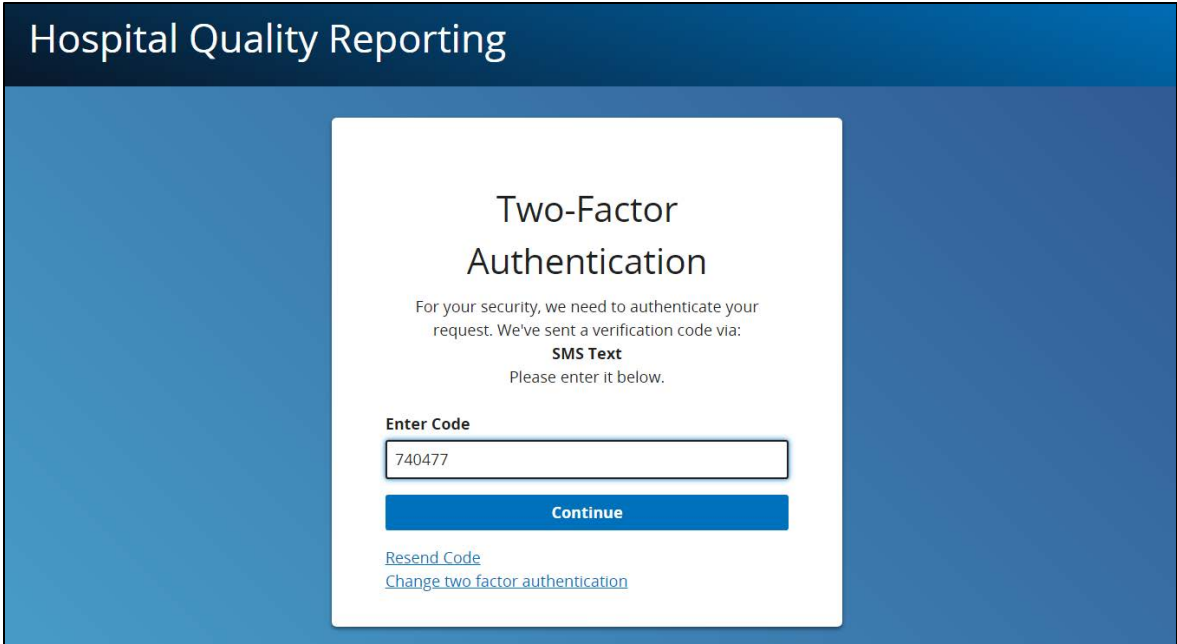 Hospital Quality Reporting
Two-Factor
Authentication
For your security, we need to authenticate your
request. We've sent a verification code via:
SMS Text
Please enter it below.
Enter Code
740477
Continue
Resend Code
Change two factor authentication